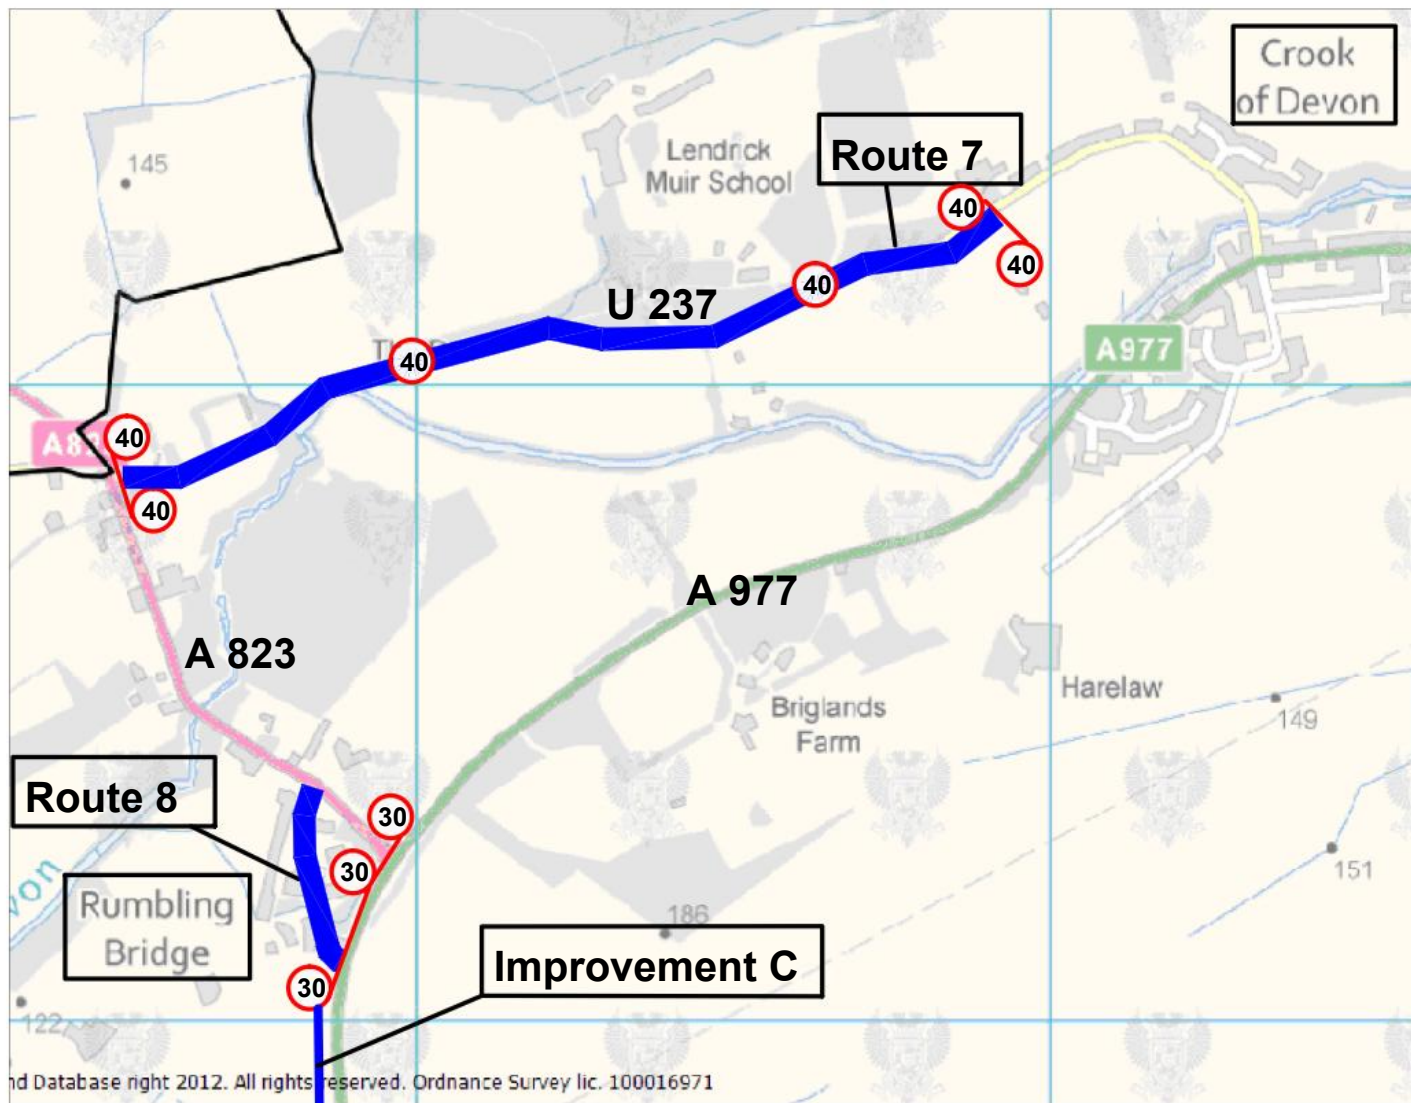 Crook
of Devon
145
Lendrick
Muir School
Route 7
40
40
40
U 237
A977
40
40
40
A 977
A 823
Harelaw
149
Briglands
Farm
Route 8
30
30
151
Rumbling
Bridge
186
Improvement C
30
122
nd Database right 2012. All rights reserved. Ordnance Survey lic. 100016971